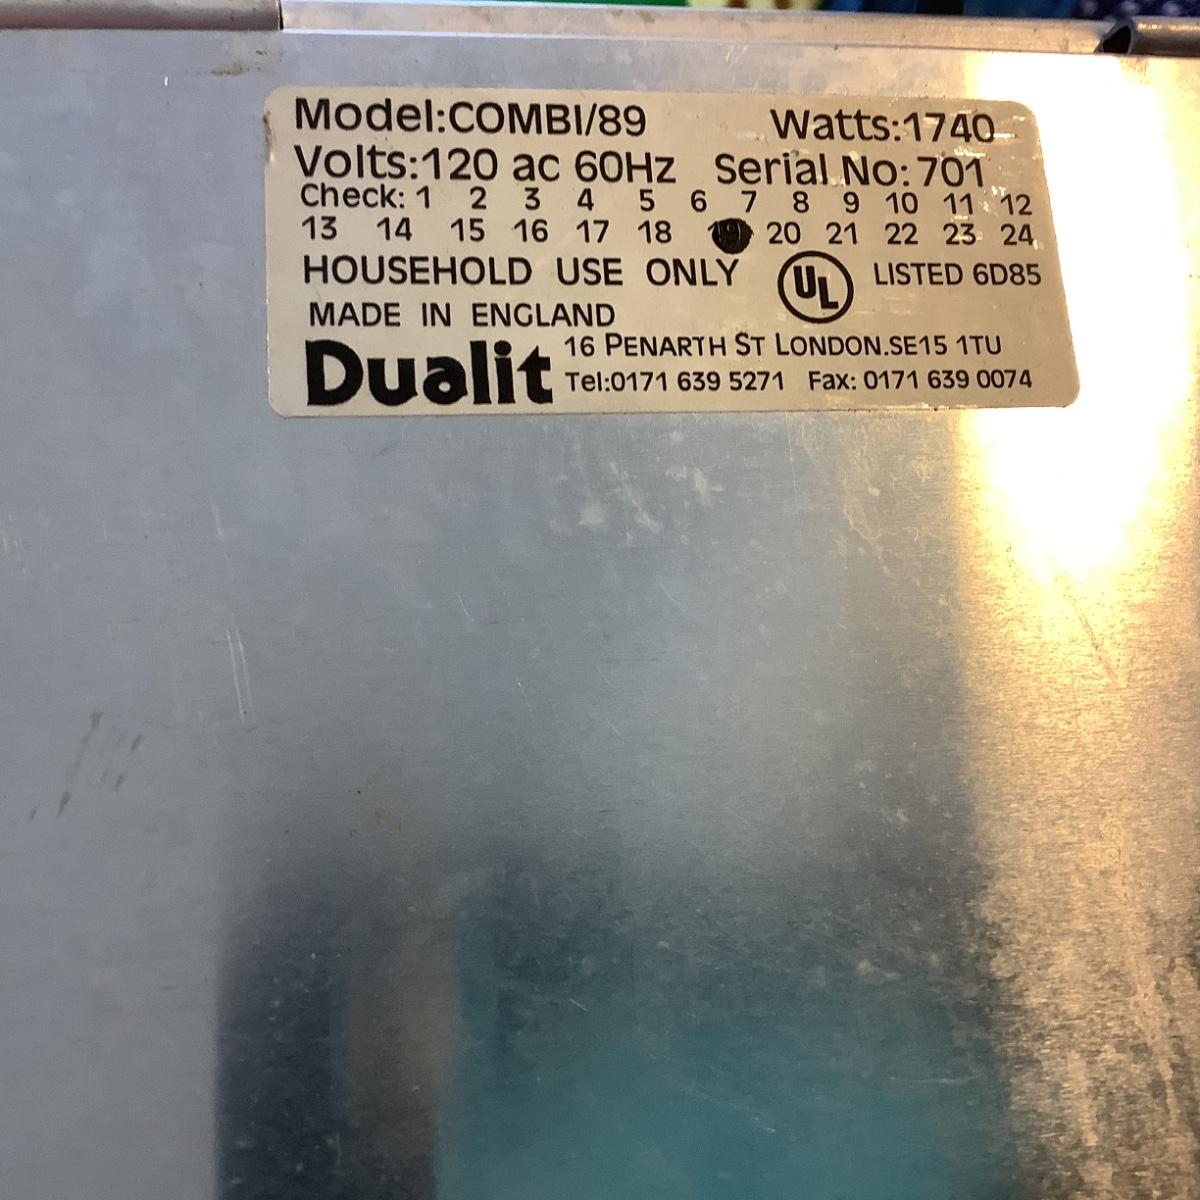 Model:COMBI/89 Watts:1740
Volts:120 ac 60Hz Serial No: 701
Check: 1 2 3 4 5 6 7 8 9 10 11 12
13 14 15 16 17 18 19 20 21 22 23 24
HOUSEHOLD USE ONLY UL LISTED 6D85
MADE IN ENGLAND
Dualit 16 PENARTH ST LONDON.SE15 1TU
Tel:0171 639 5271 Fax: 0171 639 0074